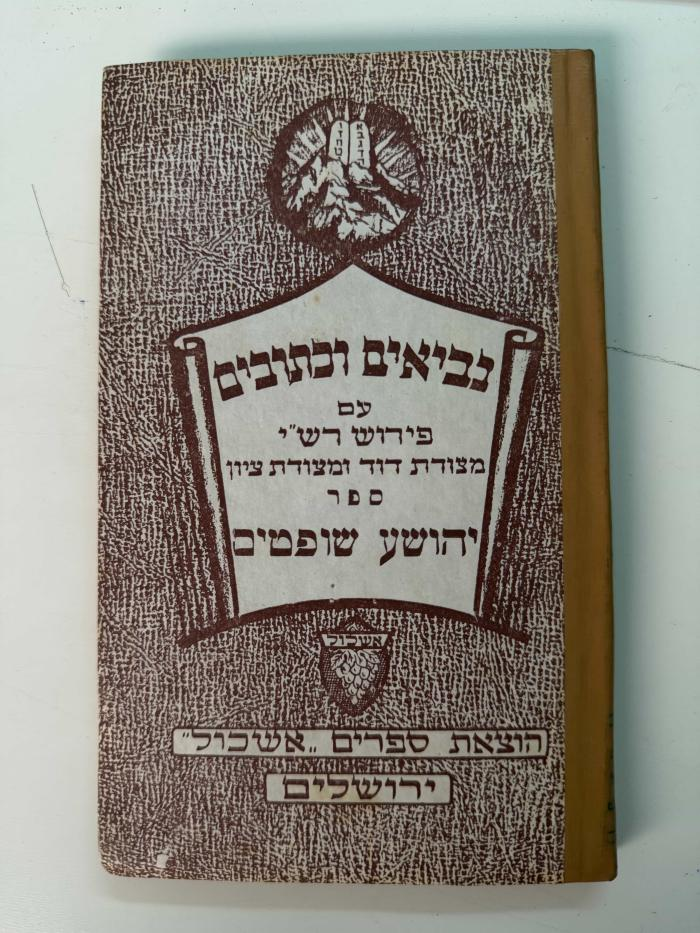 נביאים וכתובים
עם
פירוש רש"י
מצודת דוד ומצודת ציון
ספר
יהושע שופטים
אשכול
הוצאת ספרים „אשכול"
ירושלים